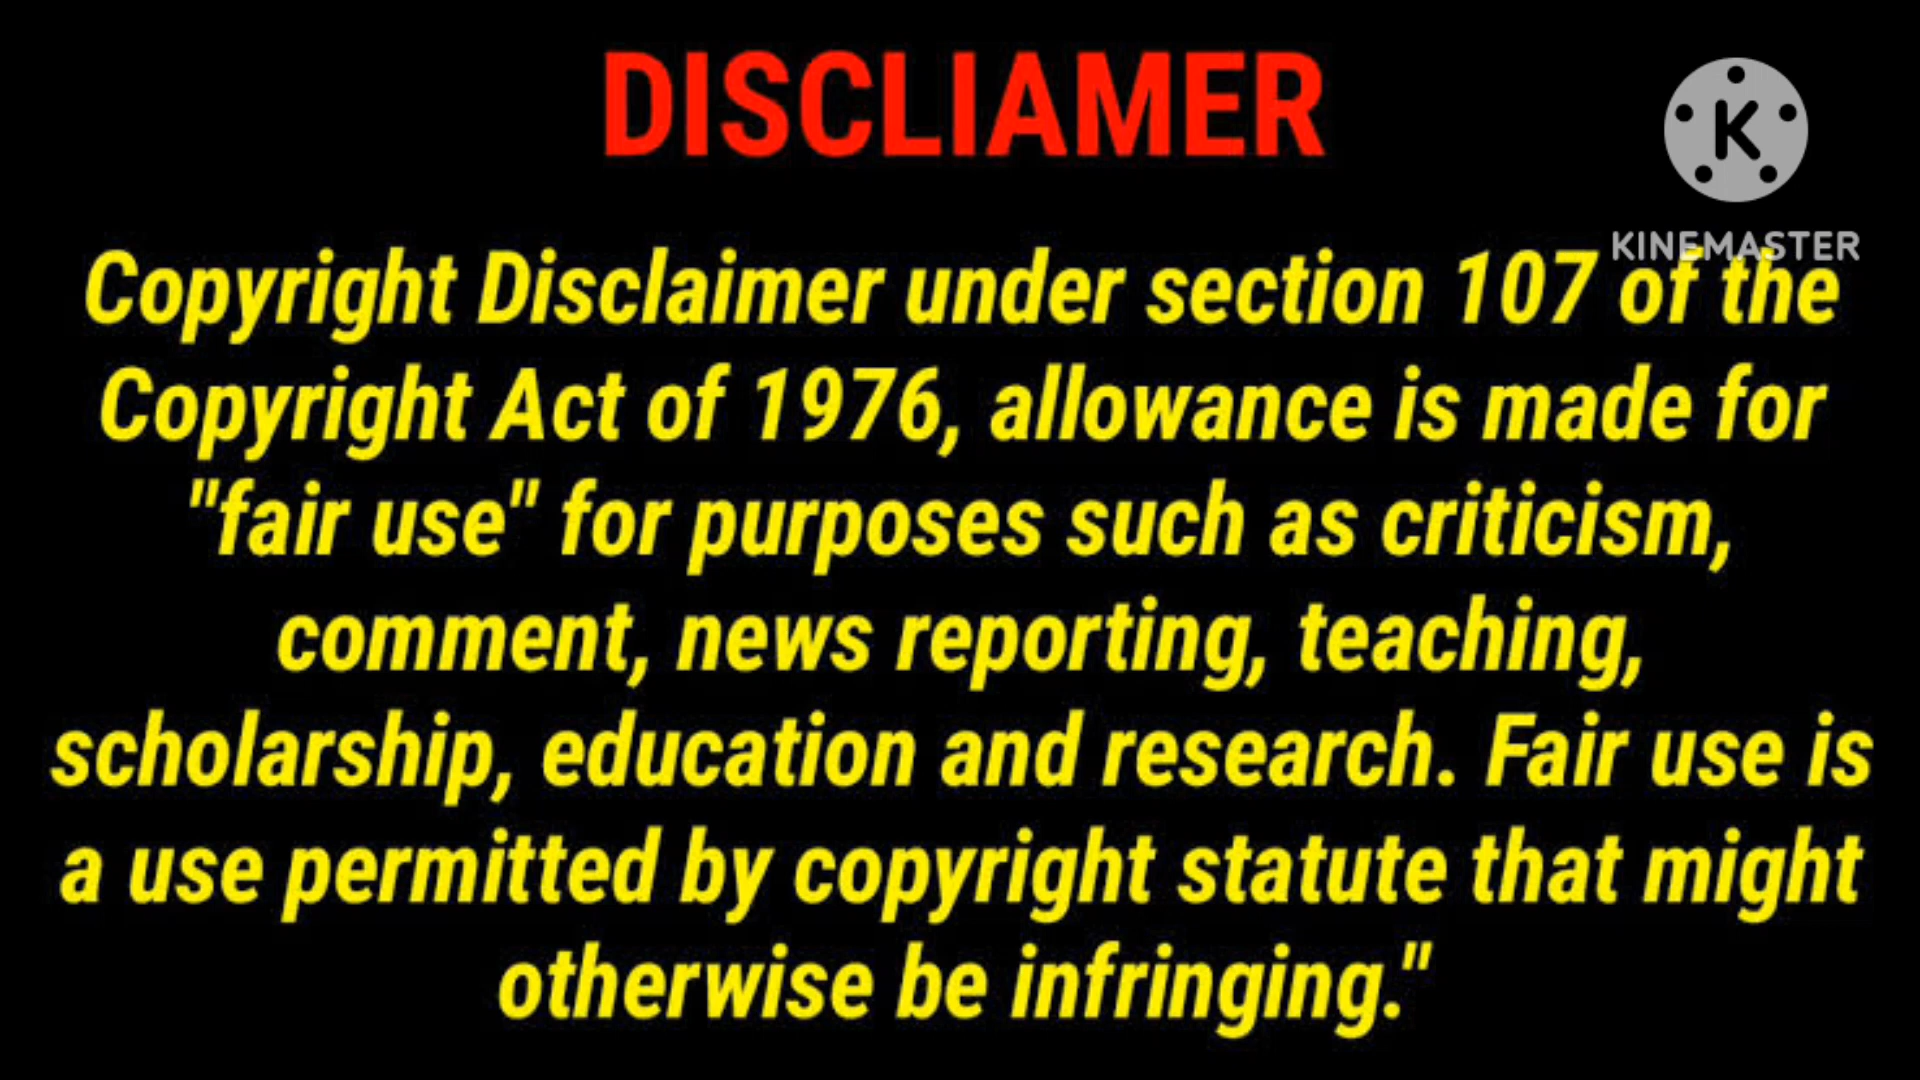 DISCLIAMER
K
KINEMASTER
Copyright Disclaimer under section 107 of the
Copyright Act of 1976, allowance is made for
"fair use" for purposes such as criticism,
comment, news reporting, teaching,
scholarship, education and research. Fair use is
a use permitted by copyright statute that might
otherwise be infringing."